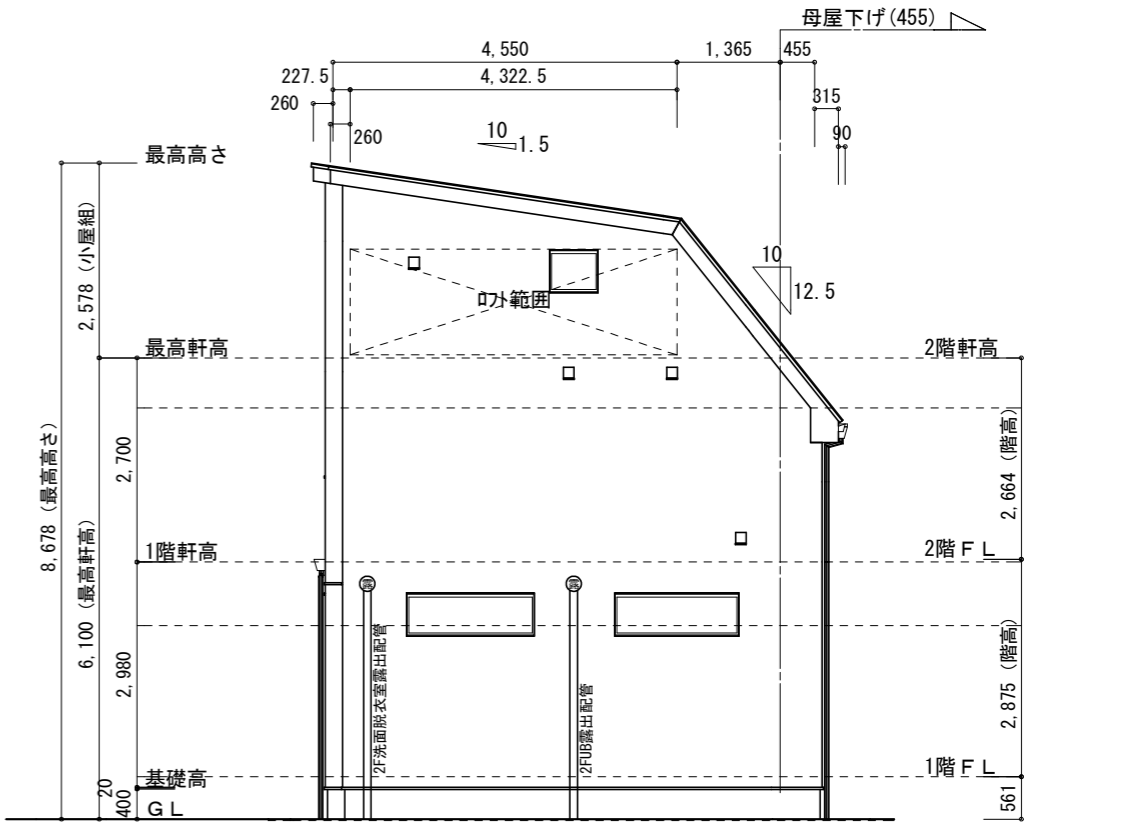 母屋下げ(455)
4,550
1,365
455
227.5
4,322.5
260
315
260
90
10
1.5
最高高さ
2,578 (小屋組)
10
12.5
ロフト範囲
最高軒高
2階軒高
2,700
8,678 (最高高さ)
6,100 (最高軒高)
2,664 (階高)
1階軒高
2階FL
露
露
2,980
2F洗面脱衣室露出配管
2FUB露出配管
2,875 (階高)
基礎高
1階FL
20
400
GL
561